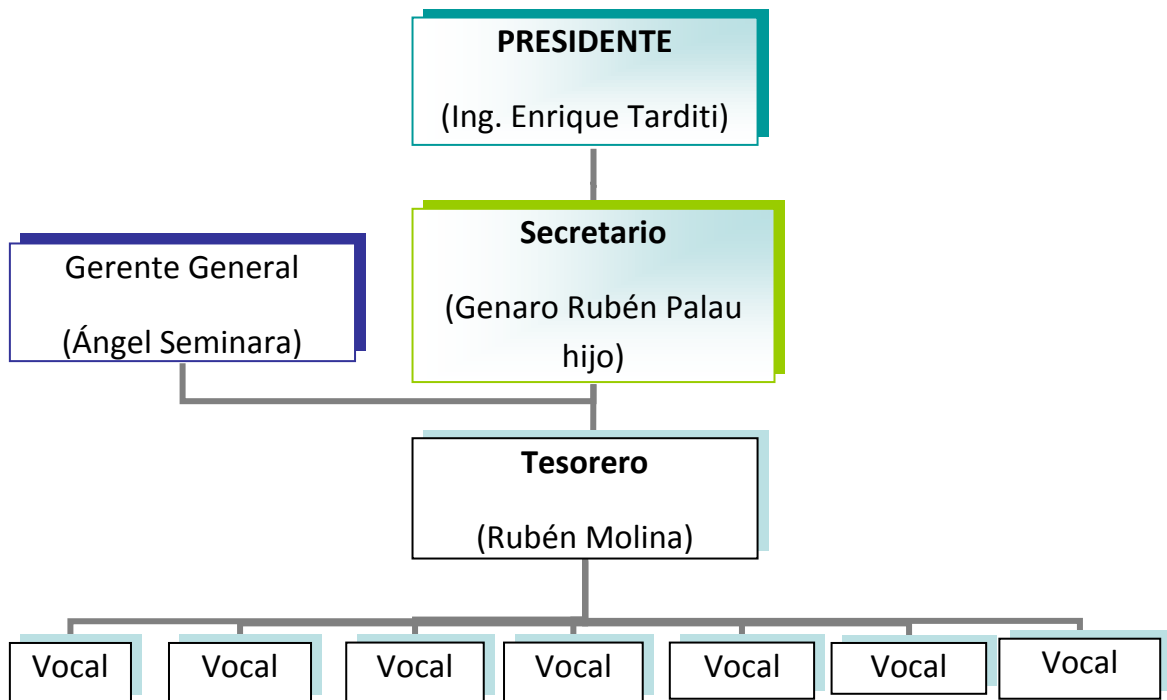 PRESIDENTE
(Ing. Enrique Tarditi)
Secretario
(Genaro Rubén Palau
hijo)
Gerente General
(Ángel Seminara)
Tesorero
(Rubén Molina)
Vocal
Vocal
Vocal
Vocal
Vocal
Vocal
Vocal